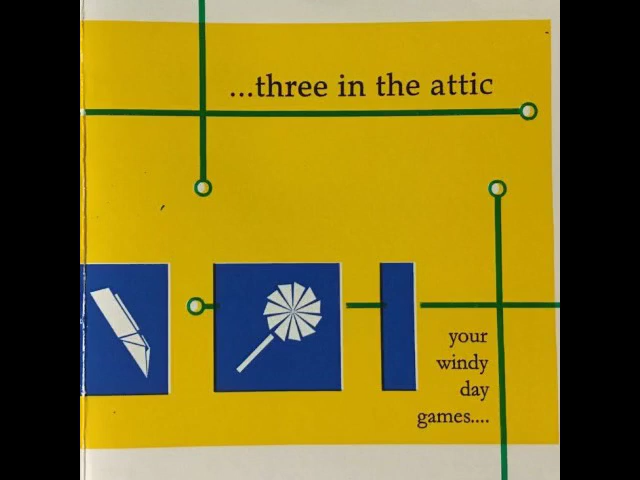 ...three in the attic
your
windy
day
games....